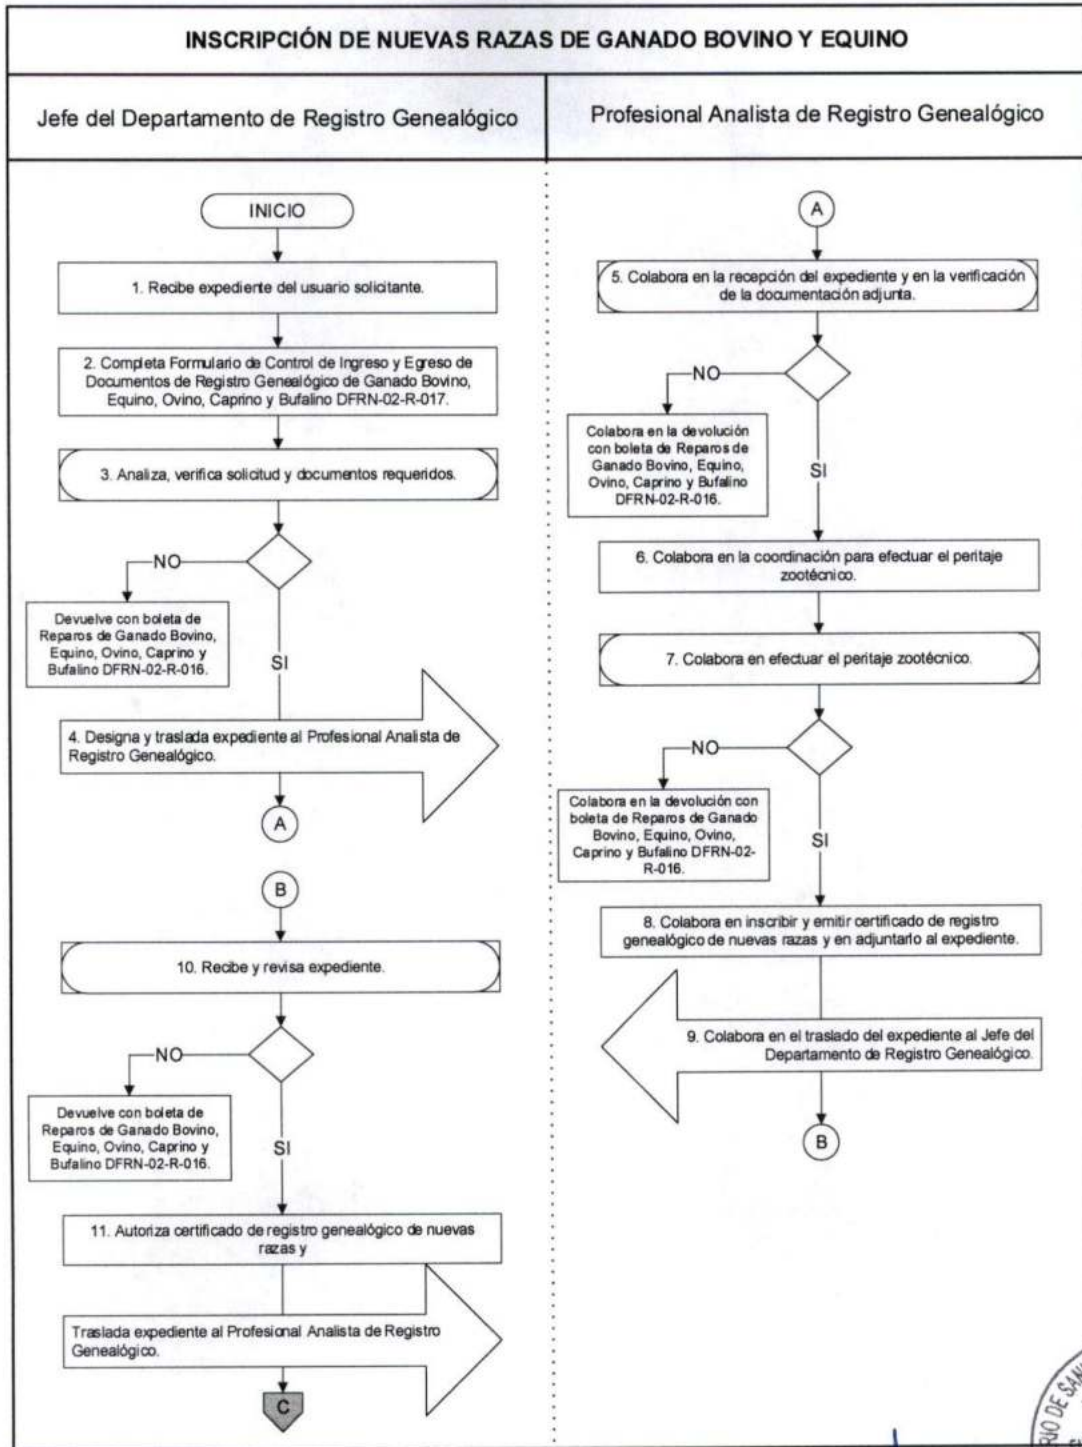 INSCRIPCIÓN DE NUEVAS RAZAS DE GANADO BOVINO Y EQUINO
Jefe del Departamento de Registro Genealógico
Profesional Analista de Registro Genealógico
INICIO
1. Recibe expediente del usuario solicitante.
2. Completa Formulario de Control de Ingreso y Egreso de
Documentos de Registro Genealógico de Ganado Bovino,
Equino, Ovino, Caprino y Bufalino DFRN-02-R-017.
3. Analiza, verifica solicitud y documentos requeridos.
NO
Devuelve con boleta de
Reparos de Ganado Bovino,
Equino, Ovino, Caprino y
Bufalino DFRN-02-R-016.
SI
4. Designa y traslada expediente al Profesional Analista de
Registro Genealógico.
A
B
10. Recibe y revisa expediente.
NO
Devuelve con boleta de
Reparos de Ganado Bovino,
Equino, Ovino, Caprino y
Bufalino DFRN-02-R-016.
SI
11. Autoriza certificado de registro genealógico de nuevas
razas y
Traslada expediente al Profesional Analista de Registro
Genealógico.
C
A
5. Colabora en la recepción del expediente y en la verificación
de la documentación adjunta.
NO
Colabora en la devolución
con boleta de Reparos de
Ganado Bovino, Equino,
Ovino, Caprino y Bufalino
DFRN-02-R-016.
SI
6. Colabora en la coordinación para efectuar el peritaje
zootécnico.
7. Colabora en efectuar el peritaje zootécnico.
NO
Colabora en la devolución con
boleta de Reparos de Ganado
Bovino, Equino, Ovino,
Caprino y Bufalino DFRN-02-
R-016.
SI
8. Colabora en inscribir y emitir certificado de registro
genealógico de nuevas razas y en adjuntarlo al expediente.
9. Colabora en el traslado del expediente al Jefe del
Departamento de Registro Genealógico.
B